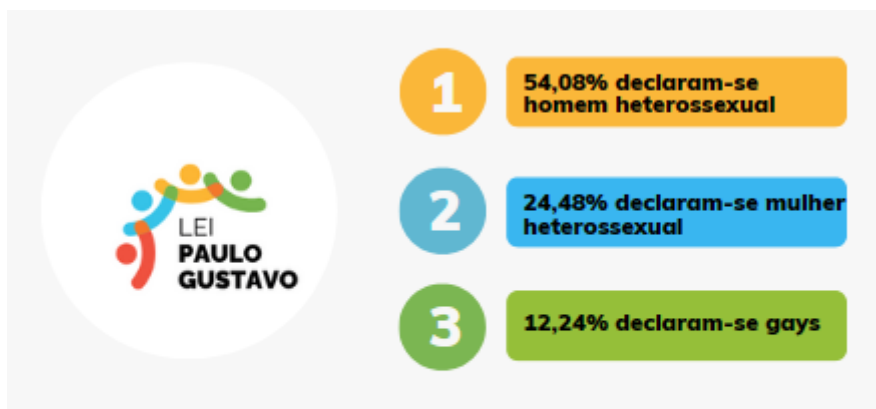 LEI
PAULO
GUSTAVO
1
54,08% declaram-se
homem heterossexual
2
24,48% declaram-se mulher
heterossexual
3
12,24% declaram-se gays